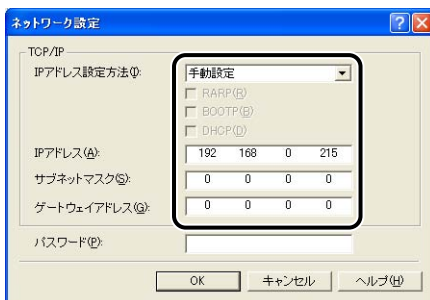 ネットワーク設定
TCP/IP
IPアドレス設定方法(I): 手動設定
RARP(R)
BOOTP(B)
DHCP(D)
IPアドレス(A): 192 168 0 215
サブネットマスク(S): 0 0 0 0
ゲートウェイアドレス(G): 0 0 0 0
パスワード(P):
OK キャンセル ヘルプ(H)